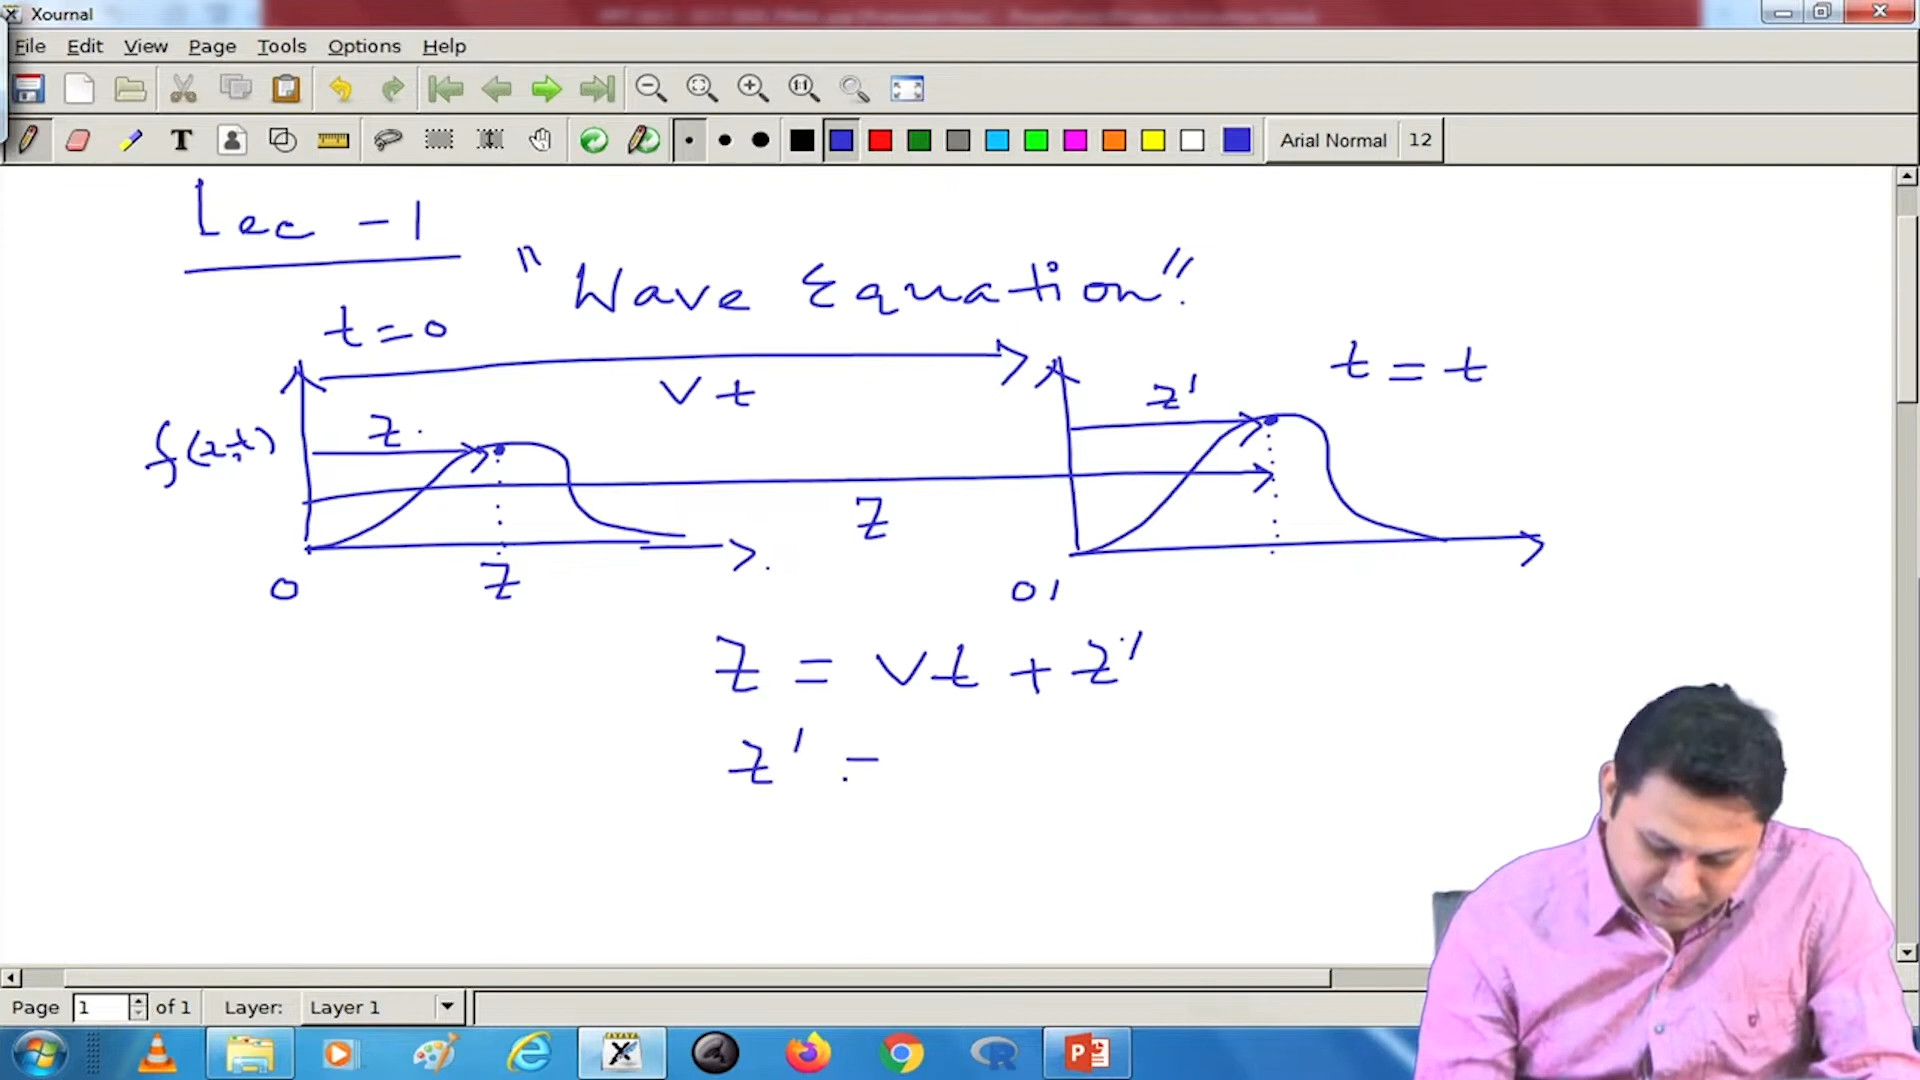 Xournal
File Edit View Page Tools Options Help
Arial Normal 12
Lec - 1
"Wave Equation".
t = 0
t = t
vt
z'
f(z,t)
z
z
0
z
0'
z = vt + z'
z' =
Page 1 of 1 Layer: Layer 1